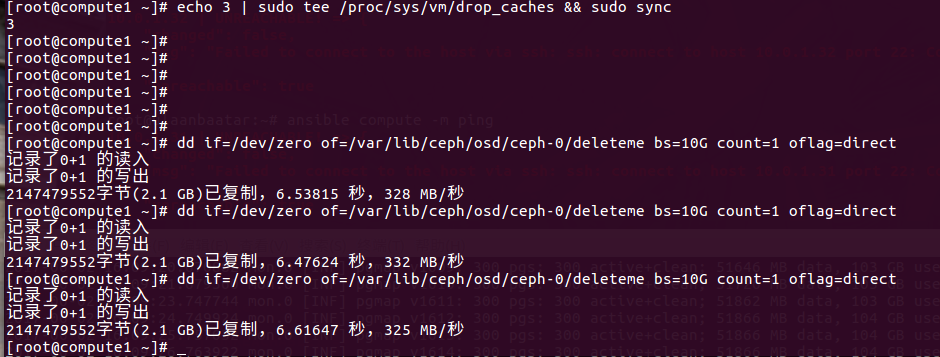 [root@compute1 ~]# echo 3 | sudo tee /proc/sys/vm/drop_caches && sudo sync
3
[root@compute1 ~]#
[root@compute1 ~]#
[root@compute1 ~]#
[root@compute1 ~]#
[root@compute1 ~]#
[root@compute1 ~]#
aanbaatar:~# ansible compute -m ping
[root@compute1 ~]# dd if=/dev/zero of=/var/lib/ceph/osd/ceph-0/deleteme bs=10G count=1 oflag=direct
记录了0+1 的读入
记录了0+1 的写出
2147479552字节(2.1 GB)已复制，6.53815 秒，328 MB/秒
[root@compute1 ~]# dd if=/dev/zero of=/var/lib/ceph/osd/ceph-0/deleteme bs=10G count=1 oflag=direct
记录了0+1 的读入
记录了0+1 的写出
2147479552字节(2.1 GB)已复制，6.47624 秒，332 MB/秒
[root@compute1 ~]# dd if=/dev/zero of=/var/lib/ceph/osd/ceph-0/deleteme bs=10G count=1 oflag=direct
记录了0+1 的读入
记录了0+1 的写出
2147479552字节(2.1 GB)已复制，6.61647 秒，325 MB/秒
[root@compute1 ~]#